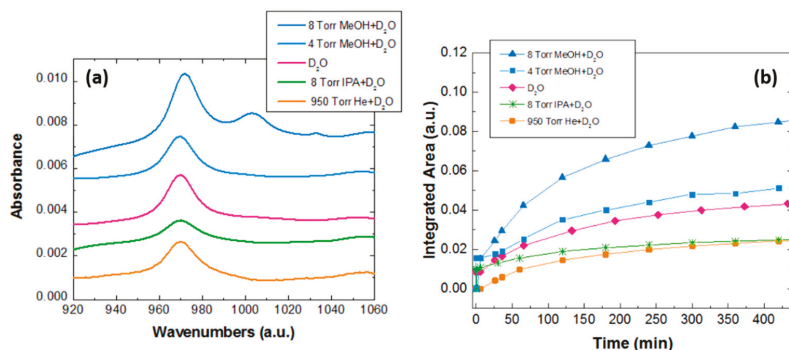 8 Torr MeOH+D₂O
4 Torr MeOH+D₂O
D₂O
8 Torr IPA+D₂O
950 Torr He+D₂O
(a)
0.010
0.008
0.006
0.004
0.002
0.000
Absorbance
920 940 960 980 1000 1020 1040 1060
Wavenumbers (a.u.)
8 Torr MeOH+D₂O
4 Torr MeOH+D₂O
D₂O
8 Torr IPA+D₂O
950 Torr He+D₂O
(b)
0.12
0.10
0.08
0.06
0.04
0.02
0.00
Integrated Area (a.u.)
0 50 100 150 200 250 300 350 400
Time (min)